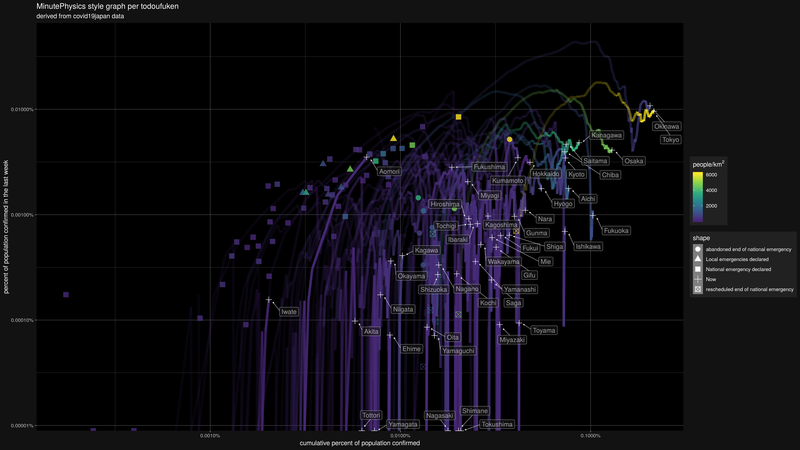 MinutePhysics style graph per todoufuken
derived from covid19japan data
percent of population confirmed in the last week
0.01000%
0.00100%
0.00010%
0.00001%
Kanagawa
Okinawa
Tokyo
Saitama
Osaka
Aomori
Fukushima
Hokkaido
Kyoto
Chiba
Kumamoto
Miyagi
Hyogo
Aichi
Hiroshima
Nara
Fukuoka
Tochigi
Kagoshima
Gunma
Ibaraki
Fukui
Shiga
Ishikawa
Kagawa
Wakayama
Mie
Okayama
Gifu
Shizuoka
Nagano
Yamanashi
Kochi
Saga
Iwate
Niigata
Akita
Toyama
Ehime
Oita
Miyazaki
Yamaguchi
Tottori
Nagasaki
Shimane
Yamagata
Tokushima
0.0010%
0.0100%
0.1000%
cumulative percent of population confirmed
people/km²
6000
4000
2000
shape
abandoned end of national emergency
Local emergencies declared
National emergency declared
Now
rescheduled end of national emergency